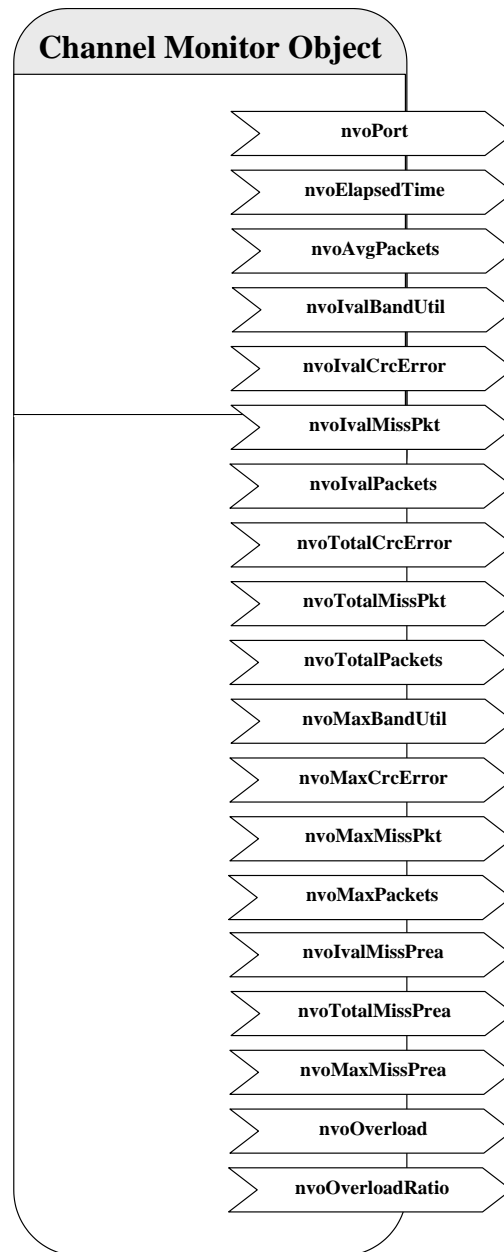 Channel Monitor Object
nvoPort
nvoElapsedTime
nvoAvgPackets
nvoIvalBandUtil
nvoIvalCrcError
nvoIvalMissPkt
nvoIvalPackets
nvoTotalCrcError
nvoTotalMissPkt
nvoTotalPackets
nvoMaxBandUtil
nvoMaxCrcError
nvoMaxMissPkt
nvoMaxPackets
nvoIvalMissPrea
nvoTotalMissPrea
nvoMaxMissPrea
nvoOverload
nvoOverloadRatio